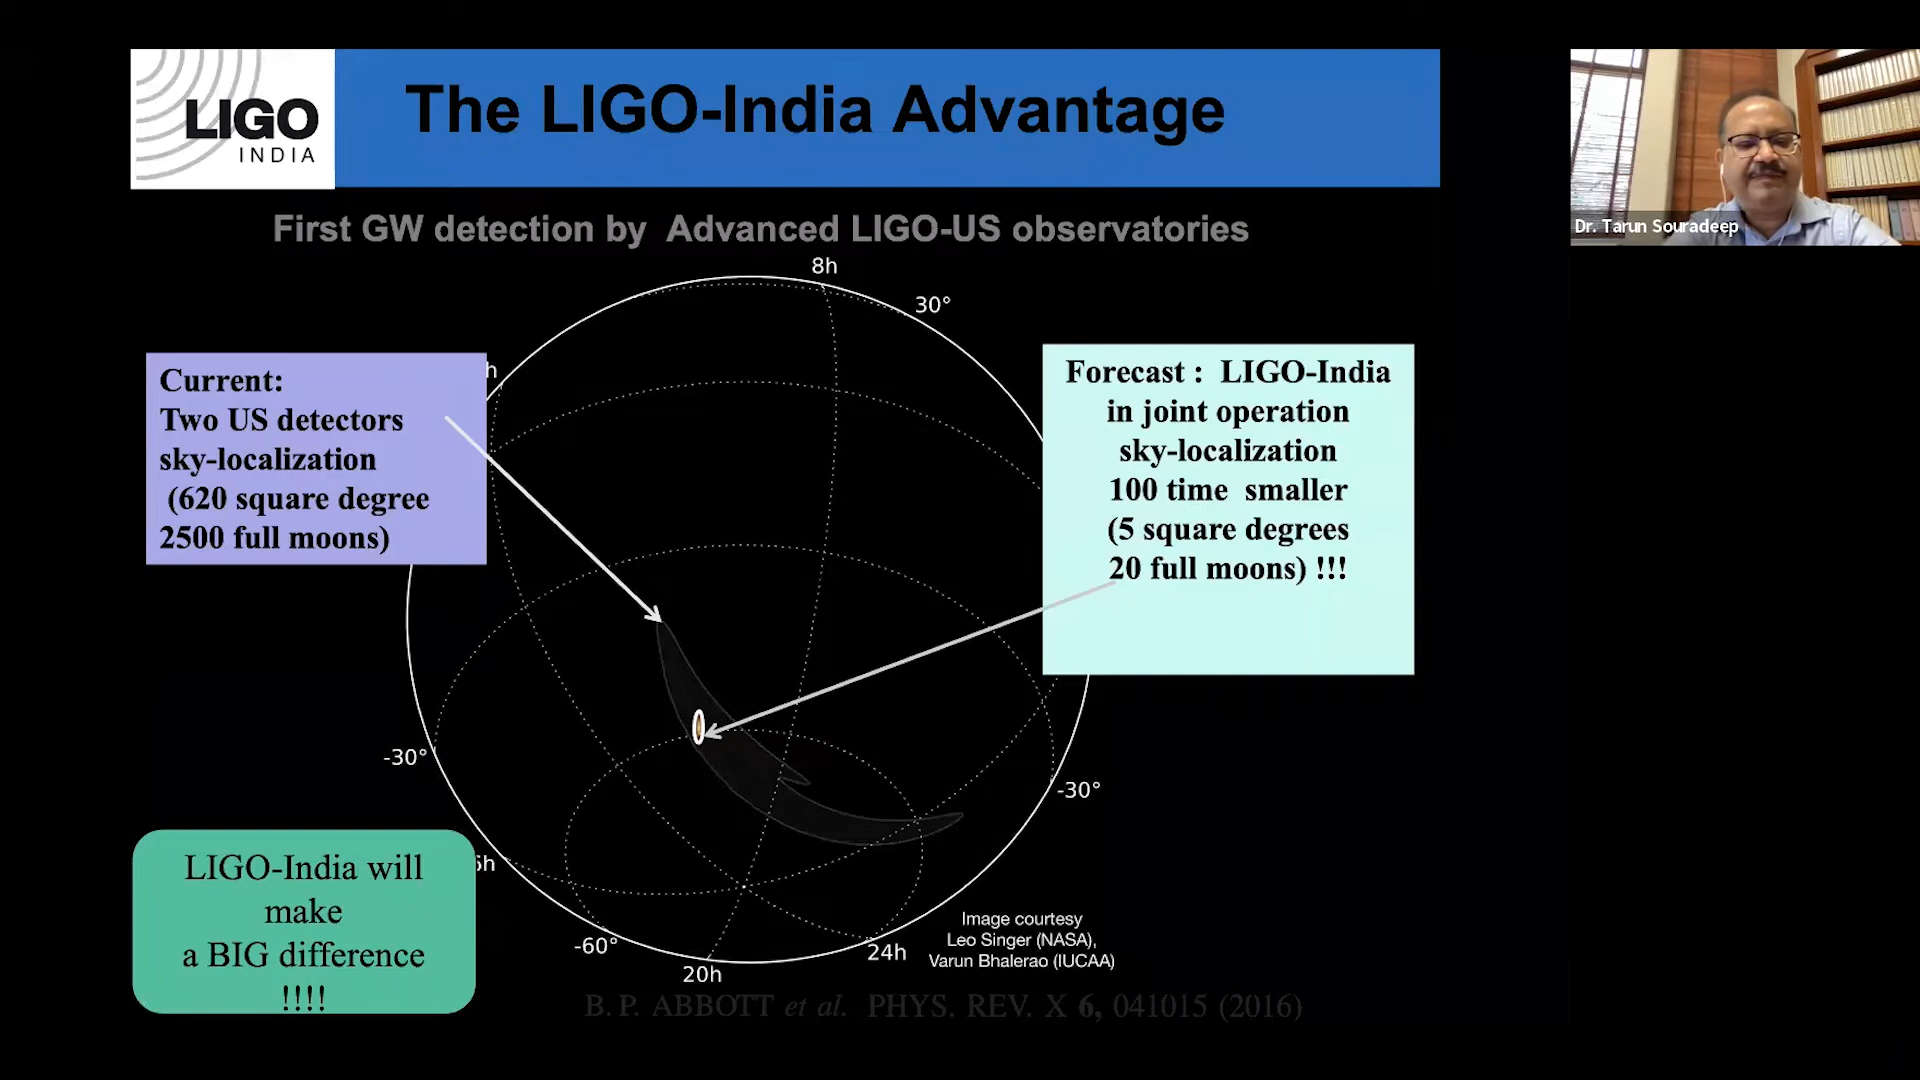 LIGO
INDIA
The LIGO-India Advantage
Dr. Tarun Souradeep
First GW detection by Advanced LIGO-US observatories
8h
30°
h
Current:
Two US detectors
sky-localization
(620 square degree
2500 full moons)
Forecast : LIGO-India
in joint operation
sky-localization
100 time smaller
(5 square degrees
20 full moons) !!!
-30°
-30°
LIGO-India will
make
a BIG difference
!!!!
h
-60°
20h
24h
Image courtesy
Leo Singer (NASA),
Varun Bhalerao (IUCAA)
B. P. ABBOTT et al. PHYS. REV. X 6, 041015 (2016)